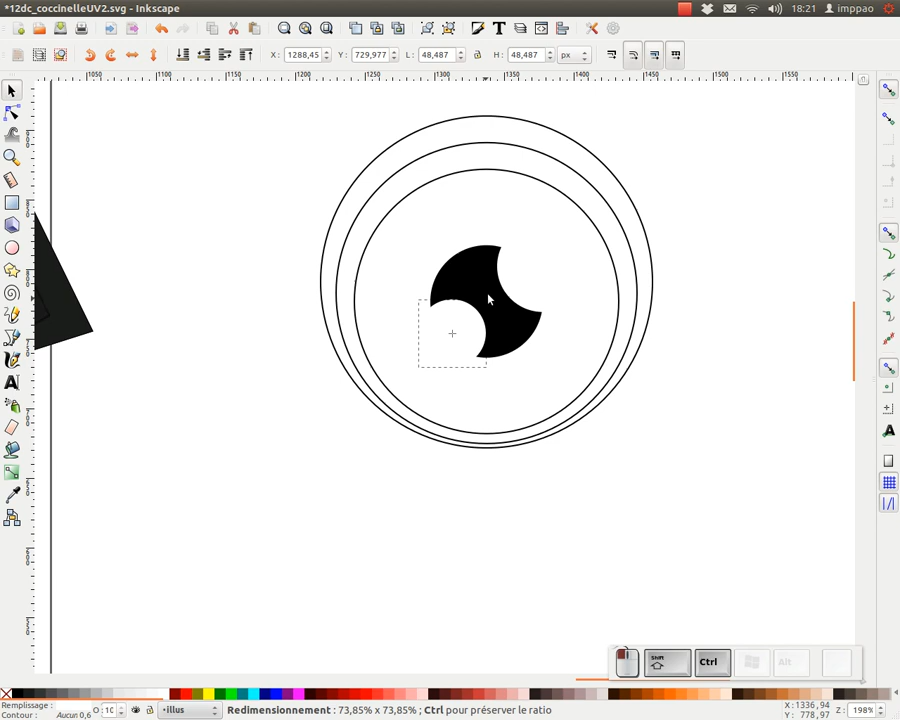 *12dc_coccinelleUV2.svg - Inkscape
18:21 imppao
X: 1288,45 Y: 729,977 L: 48,487 H: 48,487 px
1050 1100 1150 1200 1250 1300 1350 1400 1450 1500 1550
Shift Ctrl Alt
Remplissage :
Contour : Aucun 0,6
O: 10
•illus
Redimensionnement : 73,85% x 73,85% ; Ctrl pour préserver le ratio
X: 1336,94
Y: 778,97
Z: 198%